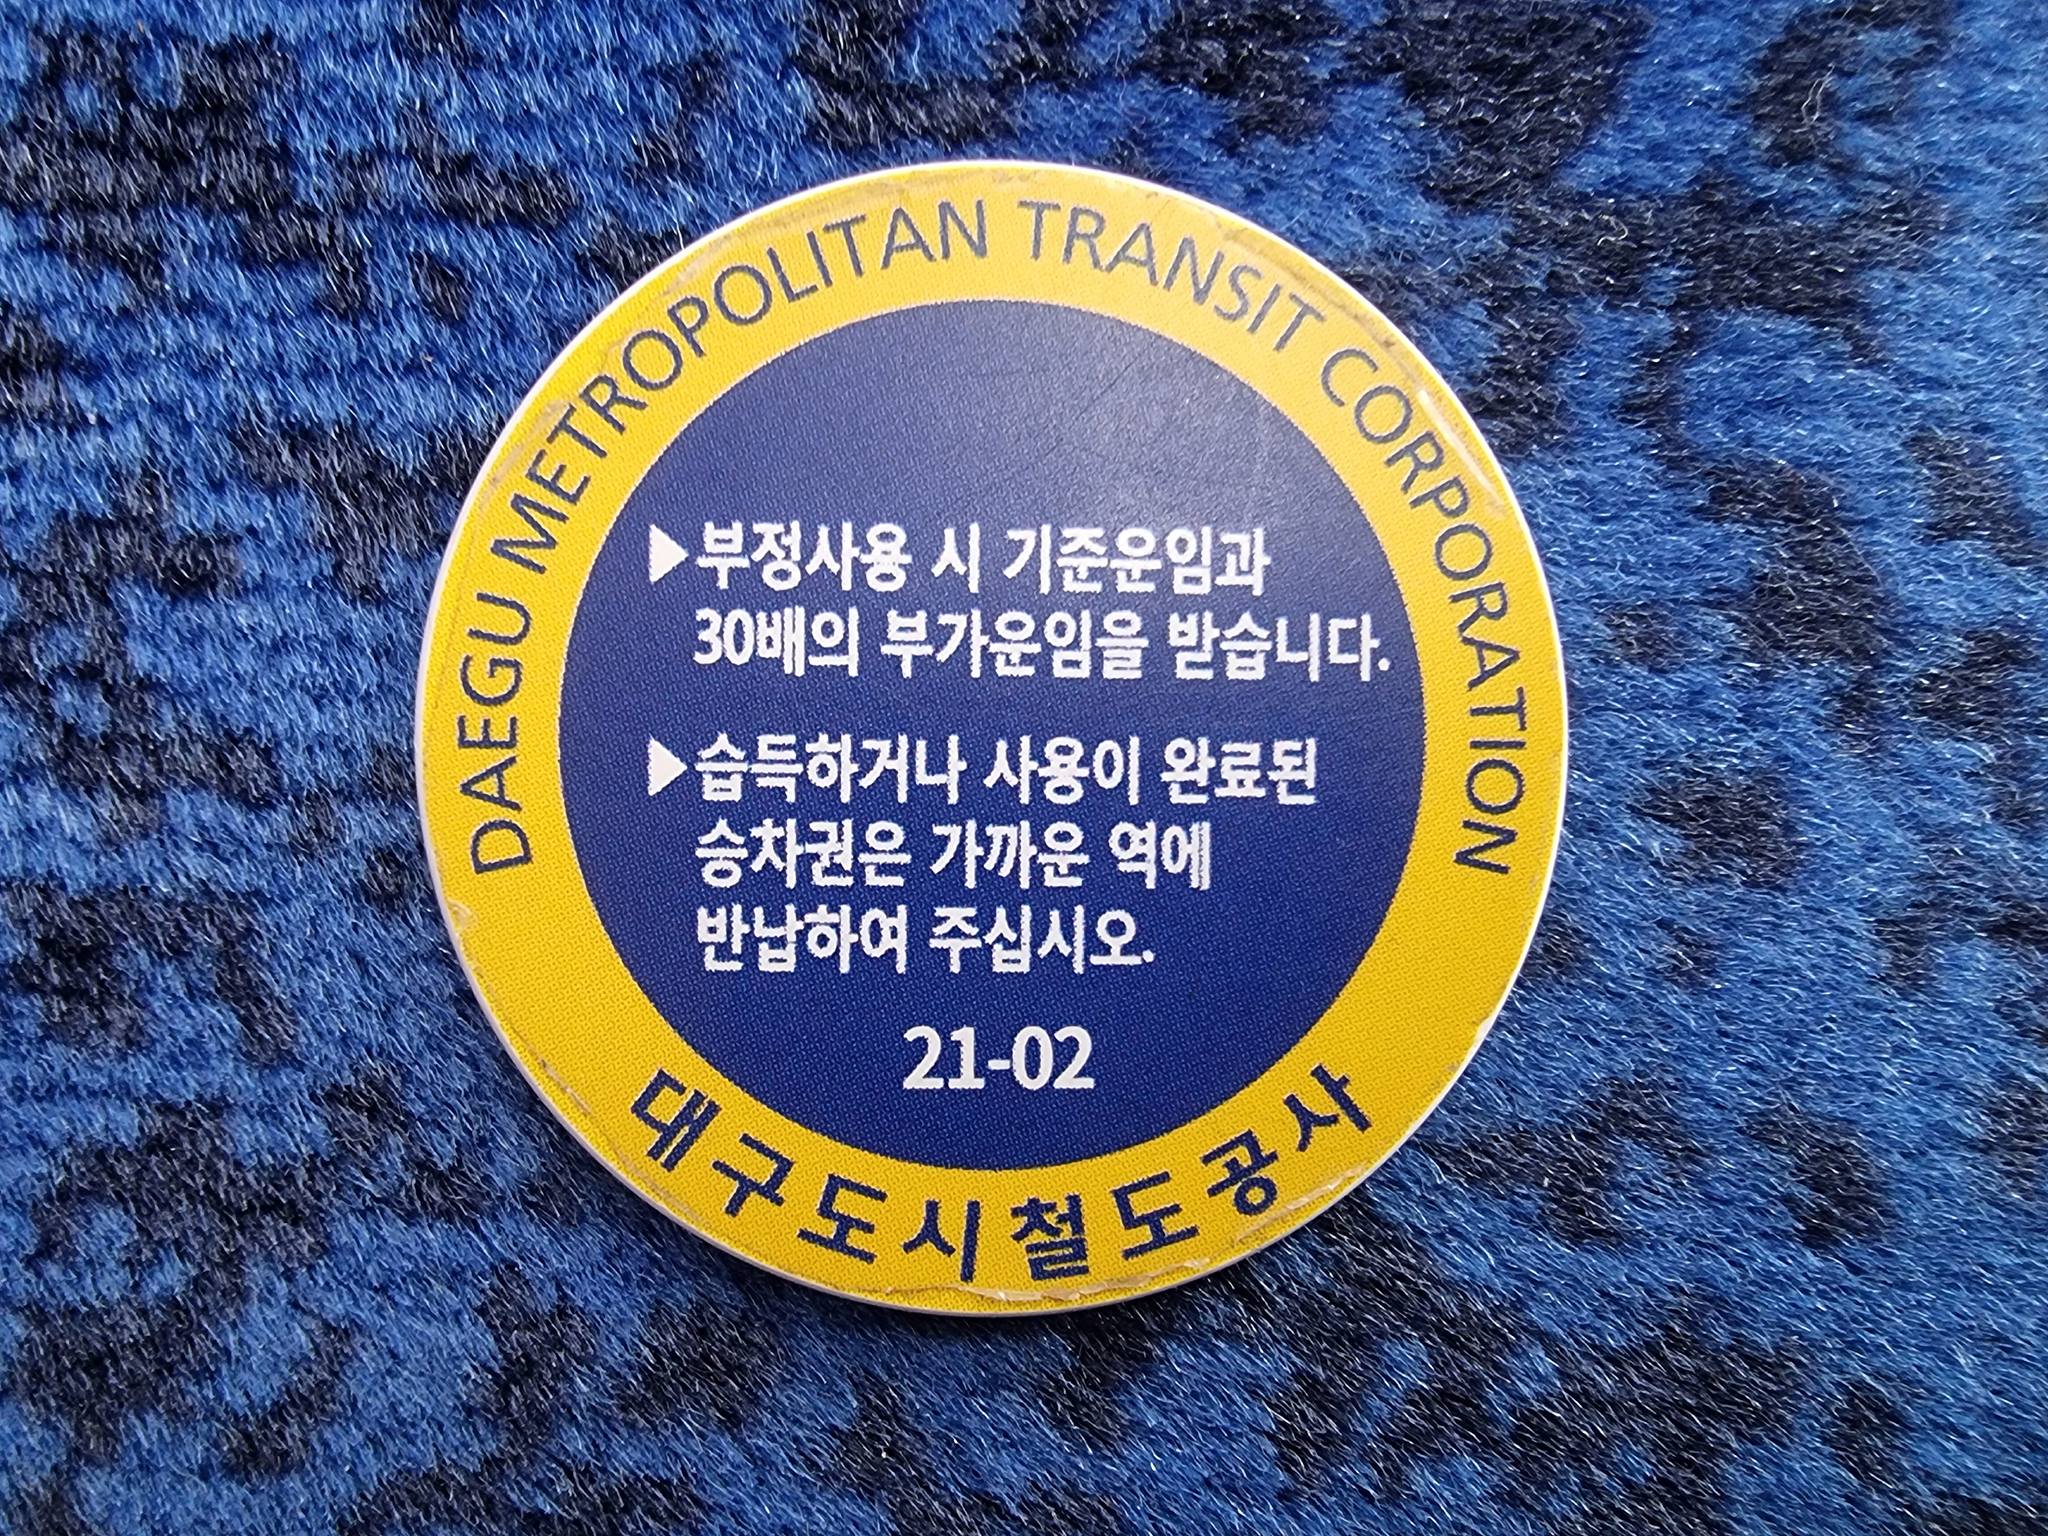 DAEGU METROPOLITAN TRANSIT CORPORATION
▶부정사용 시 기준운임과
30배의 부가운임을 받습니다.
▶습득하거나 사용이 완료된
승차권은 가까운 역에
반납하여 주십시오.
21-02
대구도시철도공사